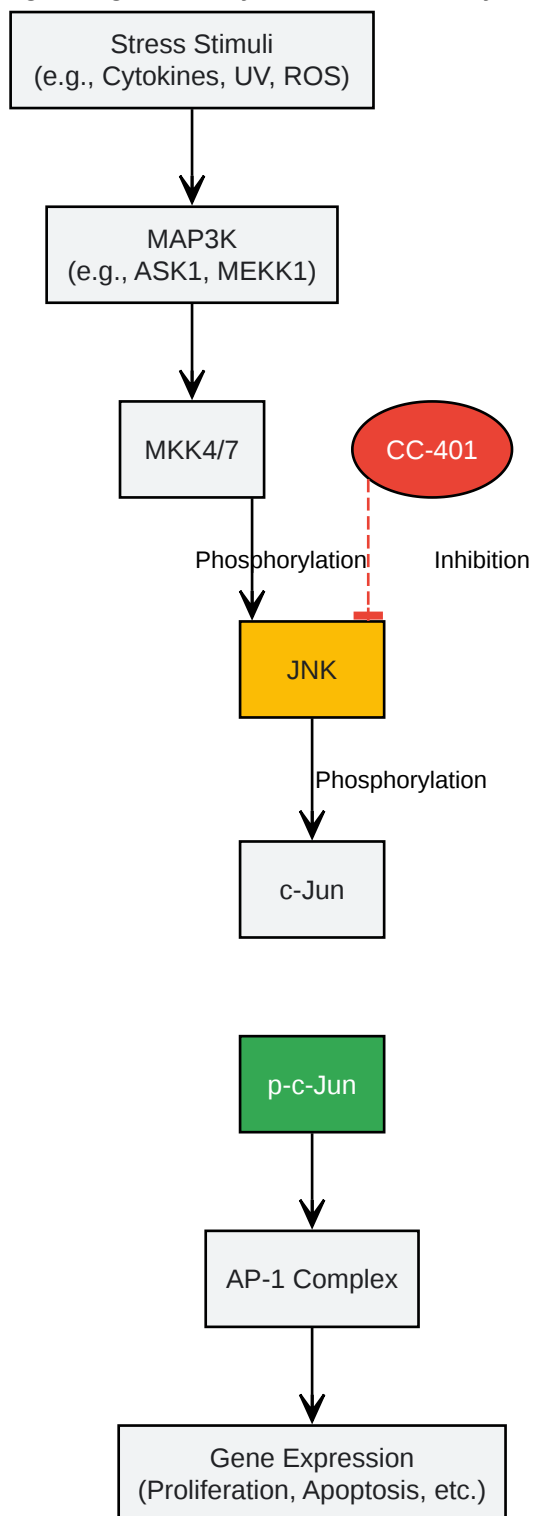 Stress Stimuli
(e.g., Cytokines, UV, ROS)
MAP3K
(e.g., ASK1, MEKK1)
MKK4/7
CC-401
Phosphorylation
Inhibition
JNK
Phosphorylation
c-Jun
p-c-Jun
AP-1 Complex
Gene Expression
(Proliferation, Apoptosis, etc.)